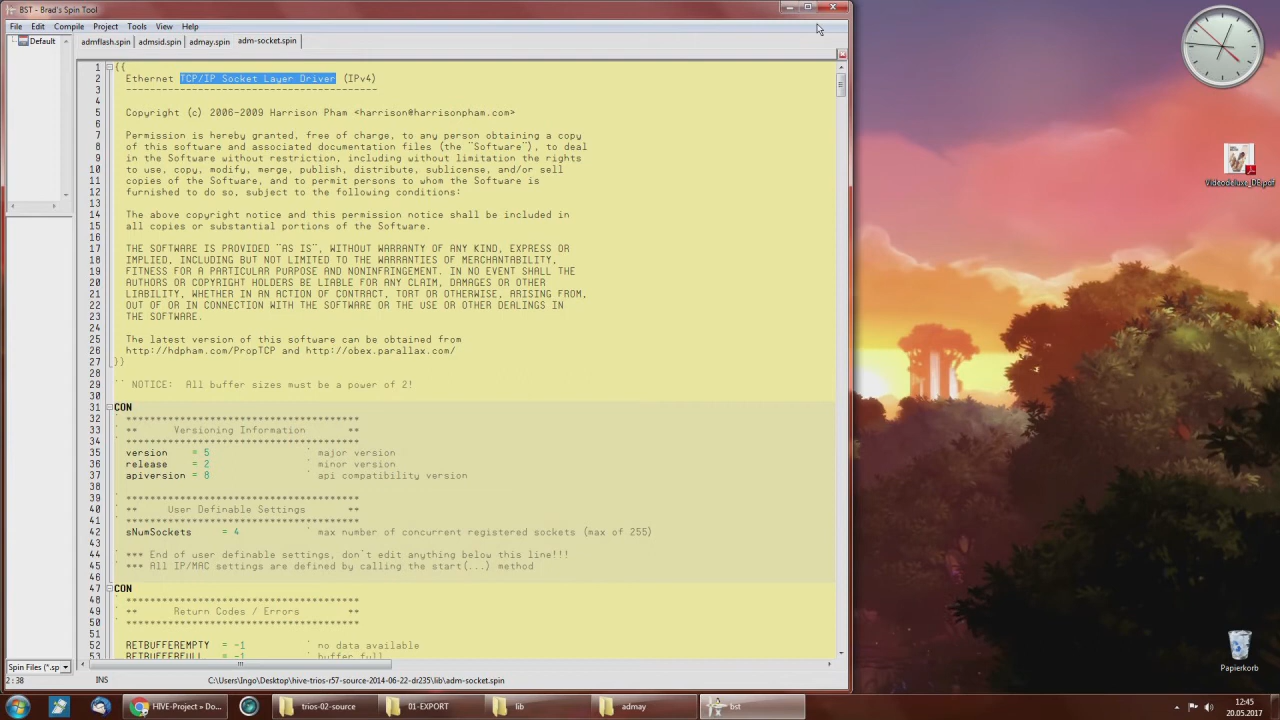 BST - Brad's Spin Tool
File Edit Compile Project Tools View Help
Default
admflash.spin admsid.spin admay.spin adm-socket.spin
1 {{
2 Ethernet TCP/IP Socket Layer Driver (IPv4)
3 ------------------------------------------
4
5 Copyright (c) 2006-2009 Harrison Pham <harrison@harrisonpham.com>
6
7 Permission is hereby granted, free of charge, to any person obtaining a copy
8 of this software and associated documentation files (the "Software"), to deal
9 in the Software without restriction, including without limitation the rights
10 to use, copy, modify, merge, publish, distribute, sublicense, and/or sell
11 copies of the Software, and to permit persons to whom the Software is
12 furnished to do so, subject to the following conditions:
13
14 The above copyright notice and this permission notice shall be included in
15 all copies or substantial portions of the Software.
16
17 THE SOFTWARE IS PROVIDED "AS IS", WITHOUT WARRANTY OF ANY KIND, EXPRESS OR
18 IMPLIED, INCLUDING BUT NOT LIMITED TO THE WARRANTIES OF MERCHANTABILITY,
19 FITNESS FOR A PARTICULAR PURPOSE AND NONINFRINGEMENT. IN NO EVENT SHALL THE
20 AUTHORS OR COPYRIGHT HOLDERS BE LIABLE FOR ANY CLAIM, DAMAGES OR OTHER
21 LIABILITY, WHETHER IN AN ACTION OF CONTRACT, TORT OR OTHERWISE, ARISING FROM,
22 OUT OF OR IN CONNECTION WITH THE SOFTWARE OR THE USE OR OTHER DEALINGS IN
23 THE SOFTWARE.
24
25 The latest version of this software can be obtained from
26 http://hdpham.com/PropTCP and http://obex.parallax.com/
27 }}
28
29 '' NOTICE: All buffer sizes must be a power of 2!
30
31 CON
32 ' ***************************************
33 ' ** Versioning Information **
34 ' ***************************************
35 version = 5 ' major version
36 release = 2 ' minor version
37 apiversion = 8 ' api compatibility version
38
39 ' ***************************************
40 ' ** User Definable Settings **
41 ' ***************************************
42 sNumSockets = 4 ' max number of concurrent registered sockets (max of 255)
43
44 ' *** End of user definable settings, don't edit anything below this line!!!
45 ' *** All IP/MAC settings are defined by calling the start(...) method
46
47 CON
48 ' ***************************************
49 ' ** Return Codes / Errors **
50 ' ***************************************
51
52 RETBUFFEREMPTY = -1 ' no data available
53 RETBUFFERFULL = -1 ' buffer full
Spin Files (*.sp
2:38 INS C:\Users\Ingo\Desktop\hive-trios-r57-source-2014-06-22-dr235\lib\adm-socket.spin
Videodeluxe_DE.pdf
Papierkorb
HIVE-Project » Do... trios-02-source 01-EXPORT lib admay bst
12:45
20.05.2017